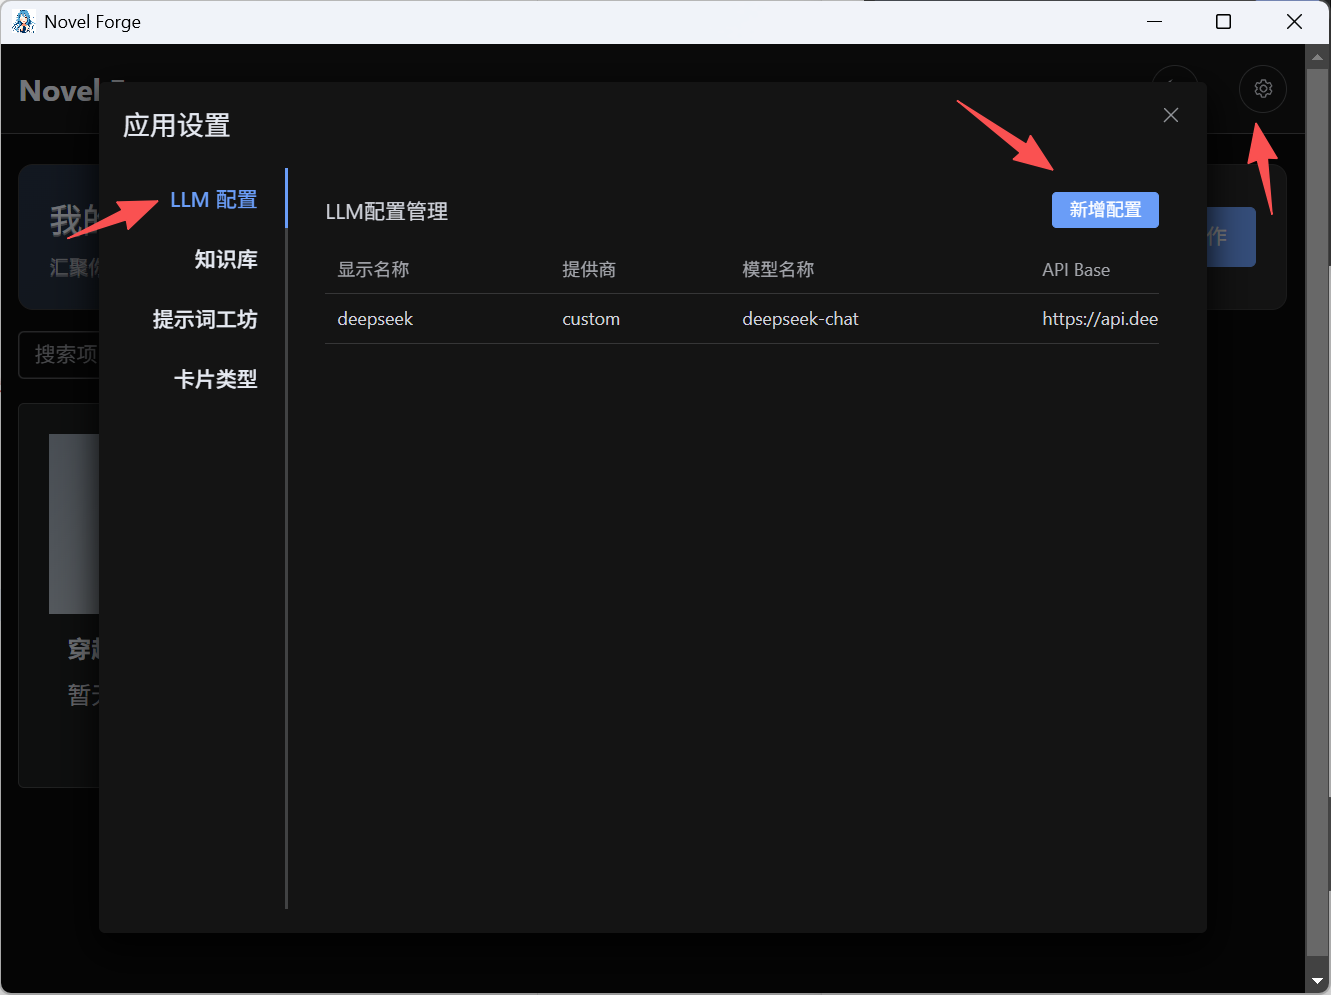 Novel Forge
Novel
应用设置
LLM 配置
知识库
提示词工坊
卡片类型
LLM配置管理
新增配置
显示名称 提供商 模型名称 API Base
deepseek custom deepseek-chat https://api.dee
我的
汇聚你
作
搜索项
穿越
暂无